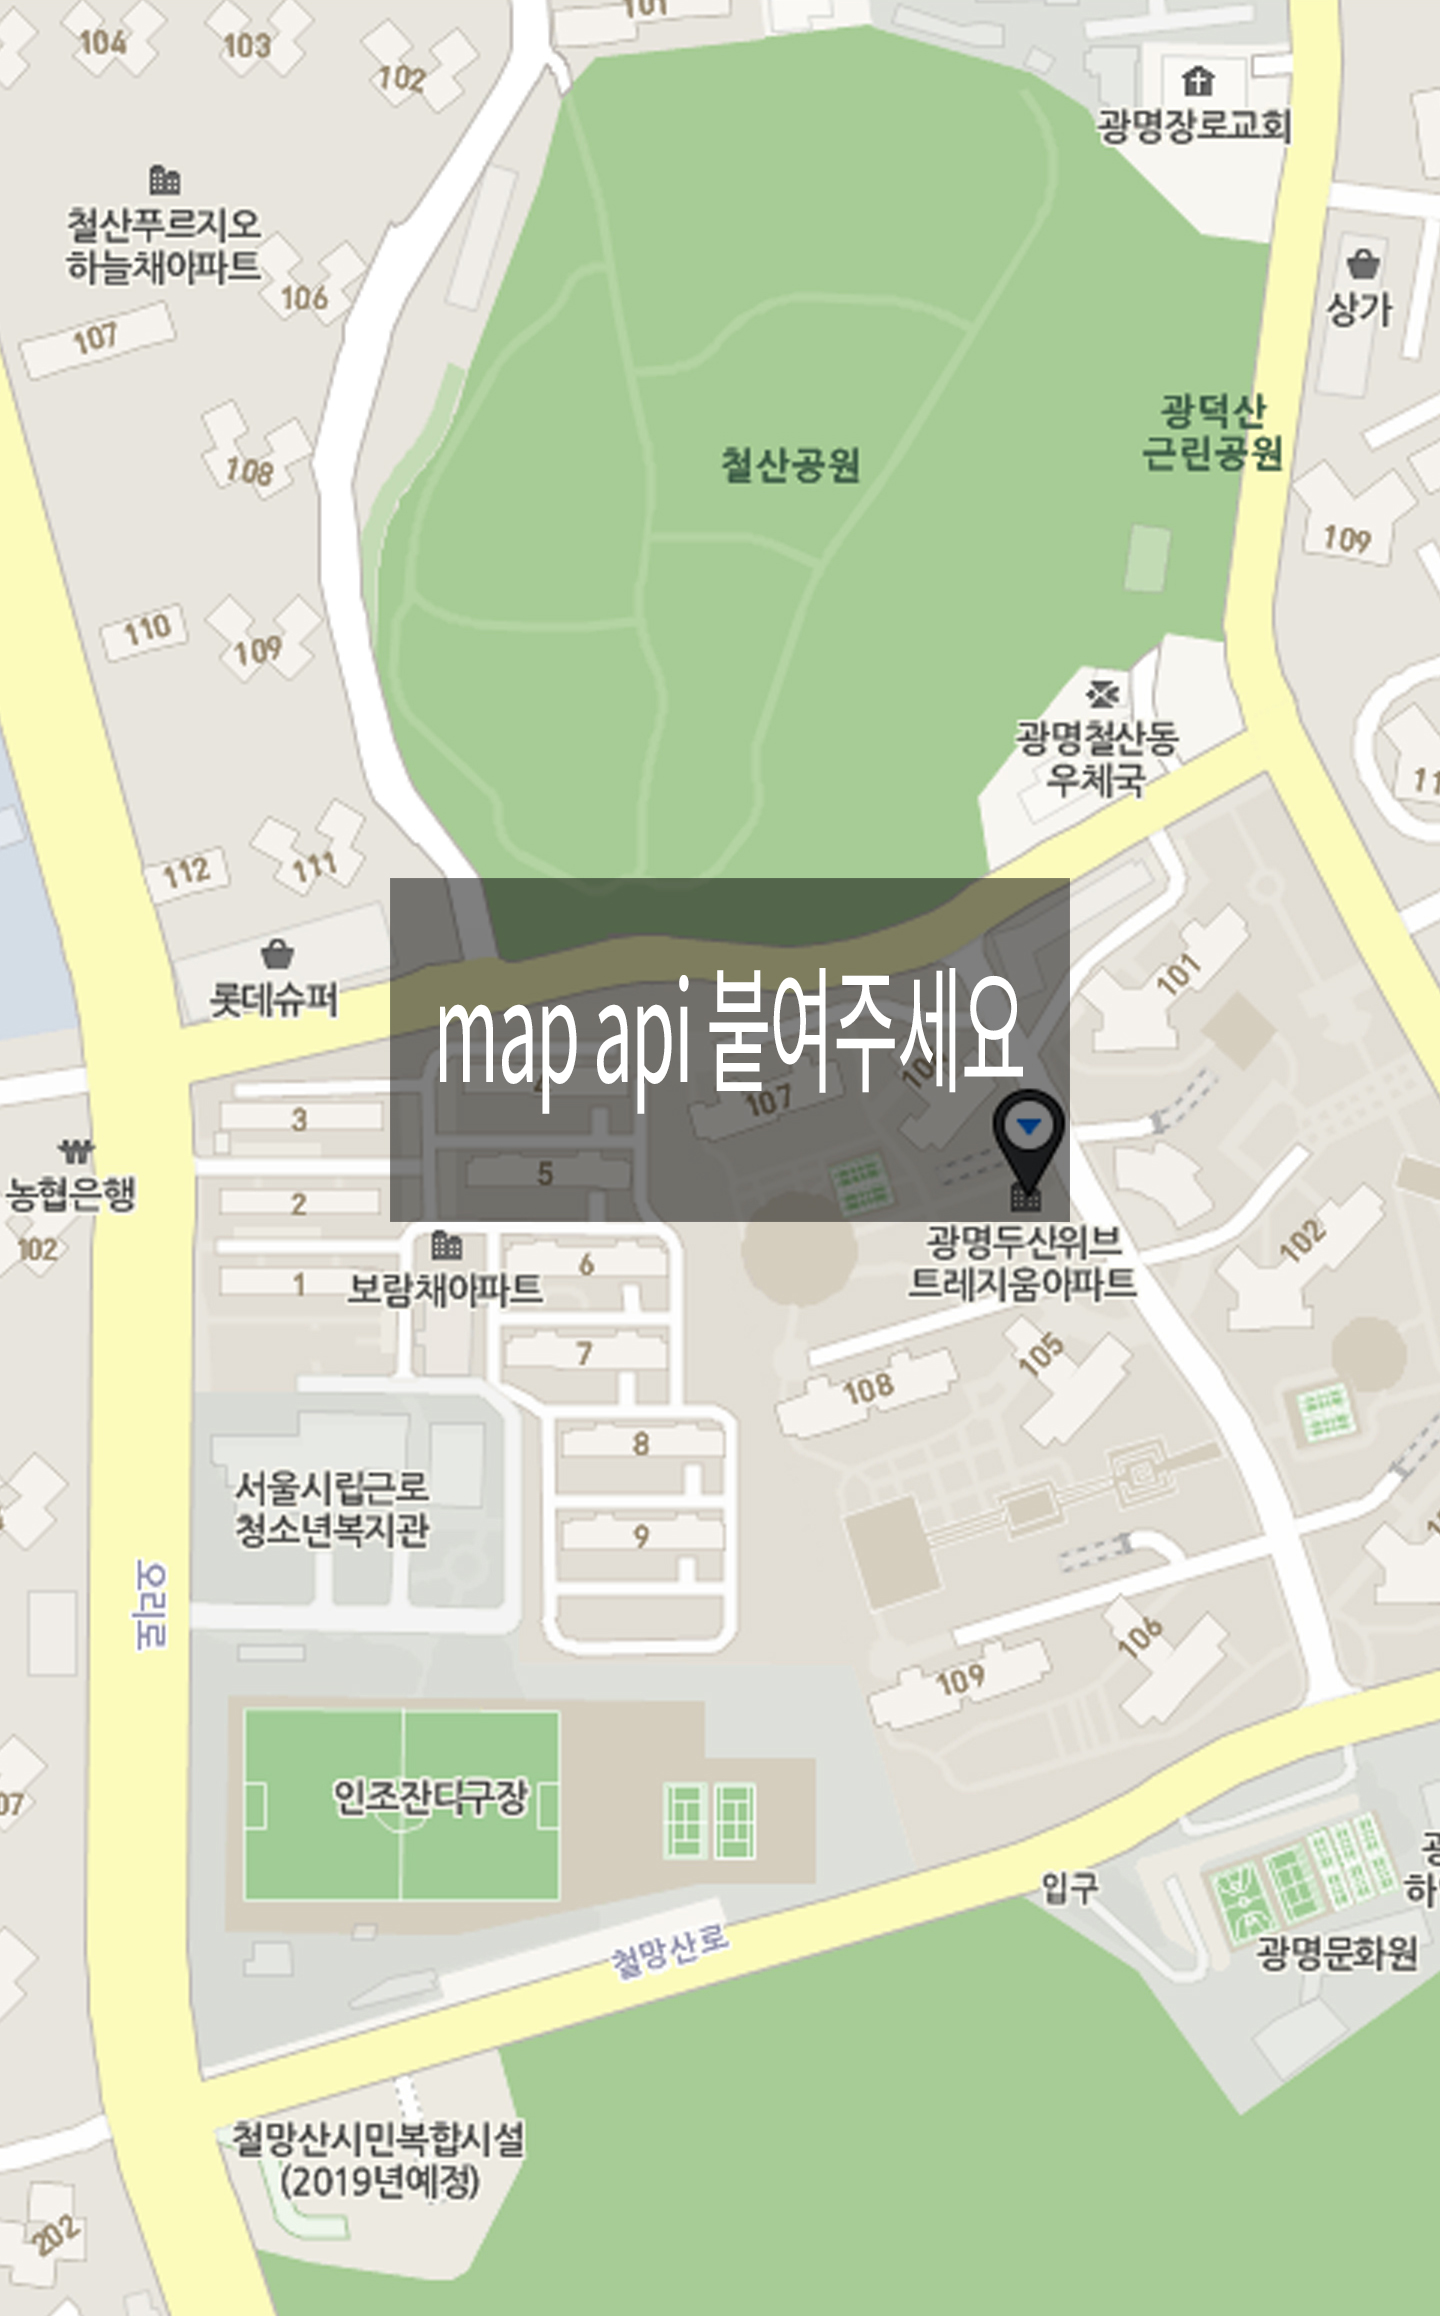 101
104
103
102
광명장로교회
철산푸르지오
하늘채아파트
106
상가
107
광덕산
근린공원
철산공원
108
109
110
109
광명철산동
우체국
112
111
롯데슈퍼
101
map api 붙여주세요
107
3
5
농협은행
2
102
광명두산위브
트레지움아파트
102
6
1
보람채아파트
7
105
108
8
서울시립근로
청소년복지관
9
오리로
106
109
인조잔디구장
07
입구
철망산로
광명문화원
철망산시민복합시설
(2019년예정)
202